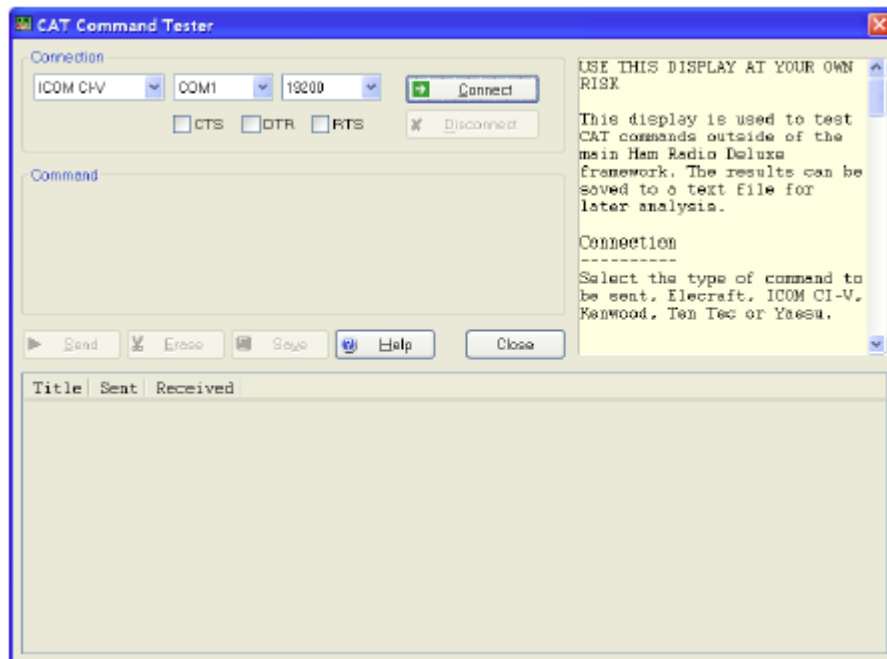 CAT Command Tester
Connection
ICOM CI-V COM1 19200 Connect
CTS DTR RTS Disconnect
Command
Send Erase Save Help Close
USE THIS DISPLAY AT YOUR OWN
RISK
This display is used to test
CAT commands outside of the
main Ham Radio Deluxe
framework. The results can be
saved to a text file for
later analysis.
Connection
----------
Select the type of command to
be sent, Elecraft, ICOM CI-V,
Kenwood, Ten Tec or Yaesu.
Title Sent Received